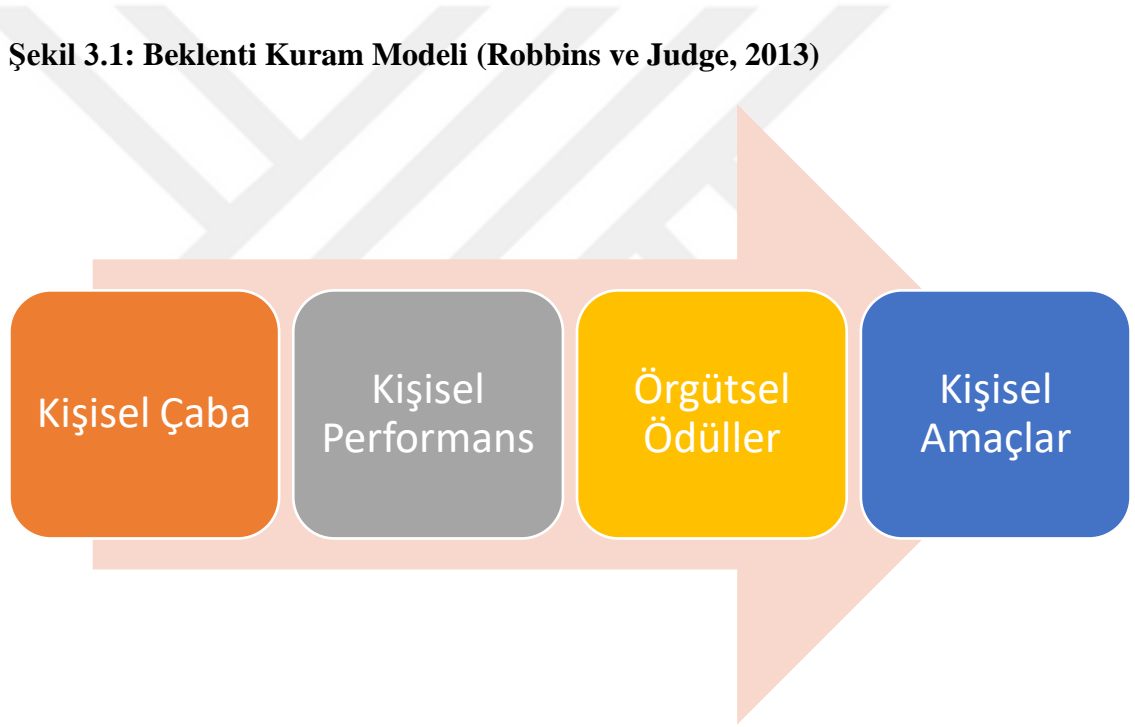 Şekil 3.1: Beklenti Kuram Modeli (Robbins ve Judge, 2013)
Kişisel Çaba
Kişisel
Performans
Örgütsel
Ödüller
Kişisel
Amaçlar